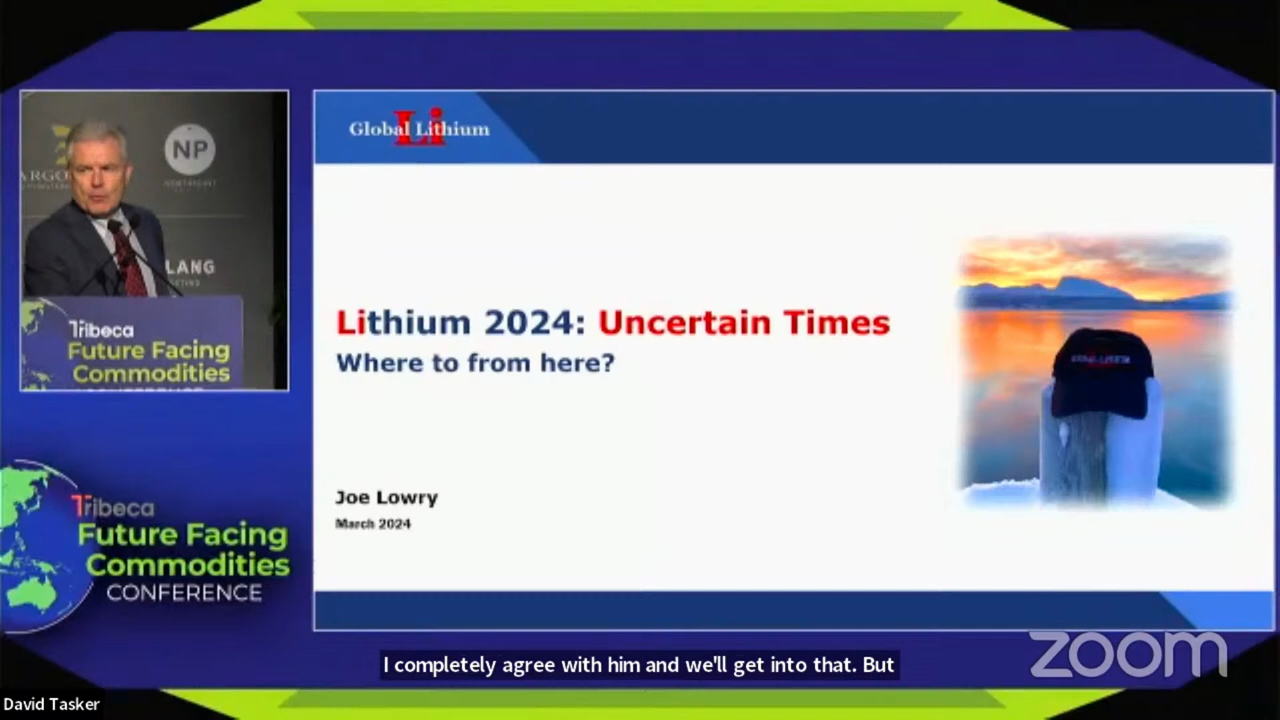 Global Lithium
Li
NP
LANG
Tribeca
Future Facing
Commodities
Lithium 2024: Uncertain Times
Where to from here?
Joe Lowry
March 2024
Tribeca
Future Facing
Commodities
CONFERENCE
I completely agree with him and we'll get into that. But
zoom
David Tasker